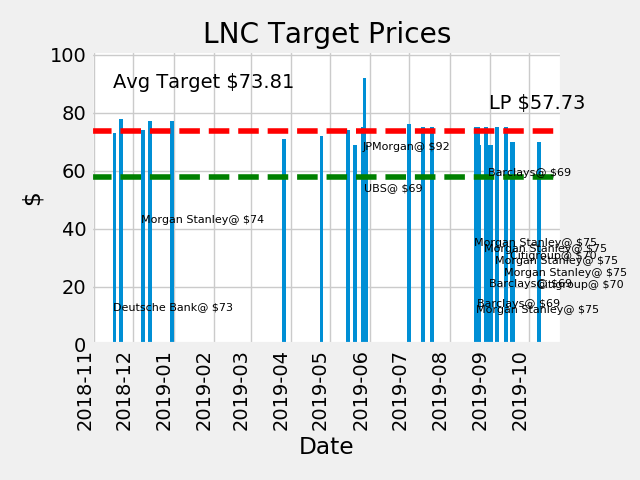 LNC Target Prices
100
80
60
40
20
0
$
Avg Target $73.81
LP $57.73
JPMorgan@ $92
Barclays@ $69
UBS@ $69
Morgan Stanley@ $74
Morgan Stanley@ $75
Morgan Stanley@ $75
Citigroup@ $70
Morgan Stanley@ $75
Morgan Stanley@ $75
Barclays@ $69
Citigroup@ $70
Barclays@ $69
Deutsche Bank@ $73
Morgan Stanley@ $75
2018-11
2018-12
2019-01
2019-02
2019-03
2019-04
2019-05
2019-06
2019-07
2019-08
2019-09
2019-10
Date